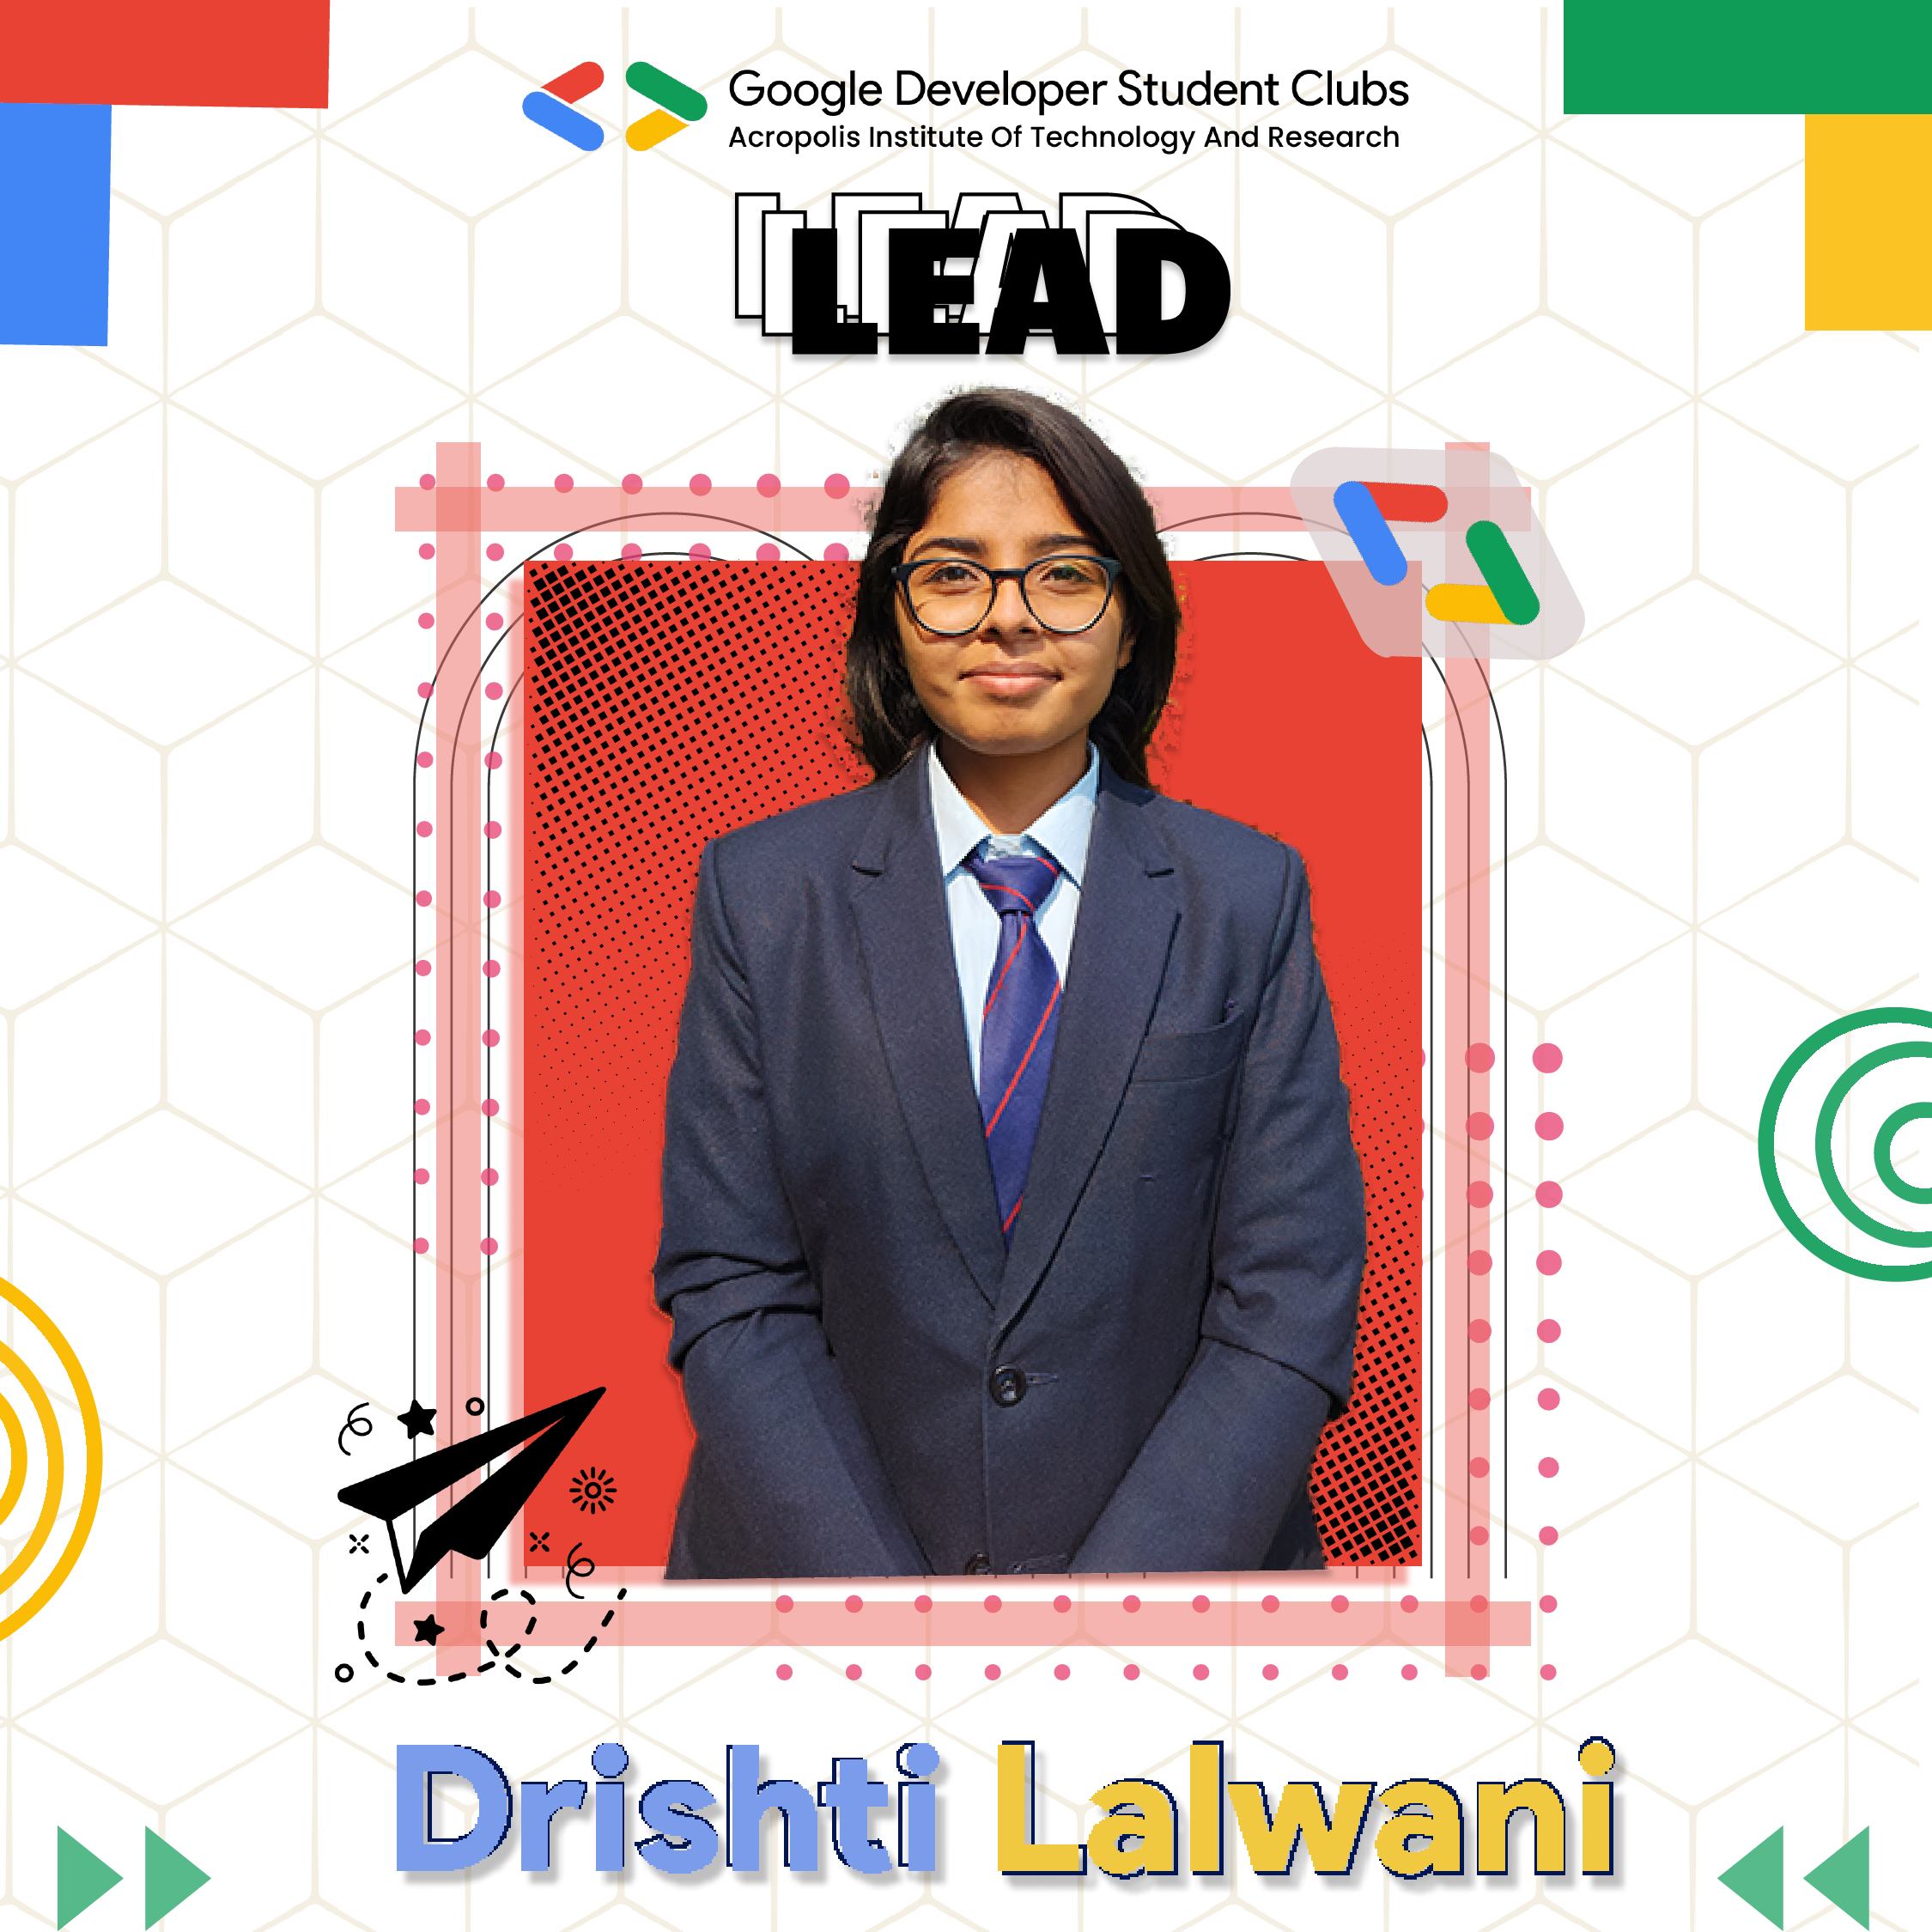 Google Developer Student Clubs
Acropolis Institute Of Technology And Research
LEAD
Drishti Lalwani